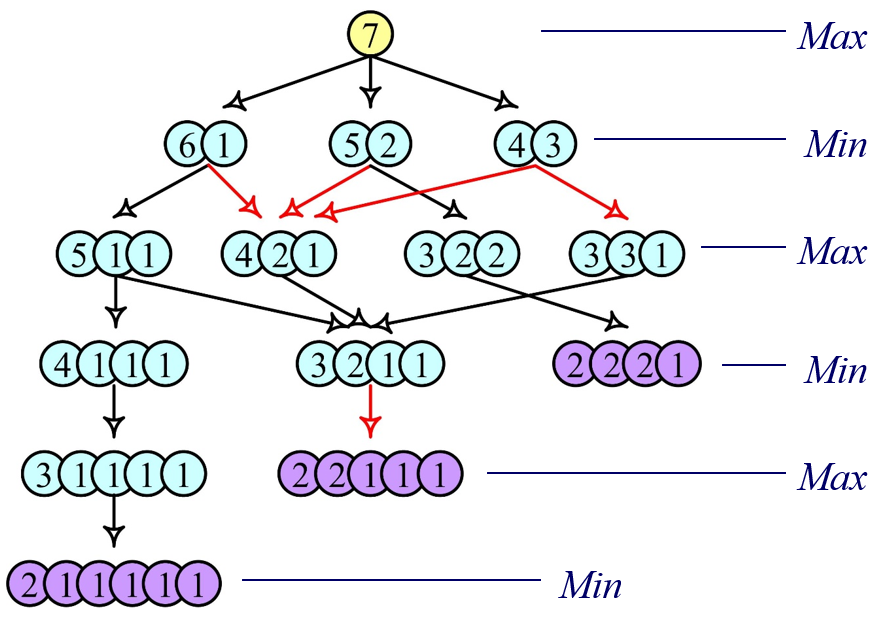 7 Max
6 1 5 2 4 3 Min
5 1 1 4 2 1 3 2 2 3 3 1 Max
4 1 1 1 3 2 1 1 2 2 2 1 Min
3 1 1 1 1 2 2 1 1 1 Max
2 1 1 1 1 1 Min